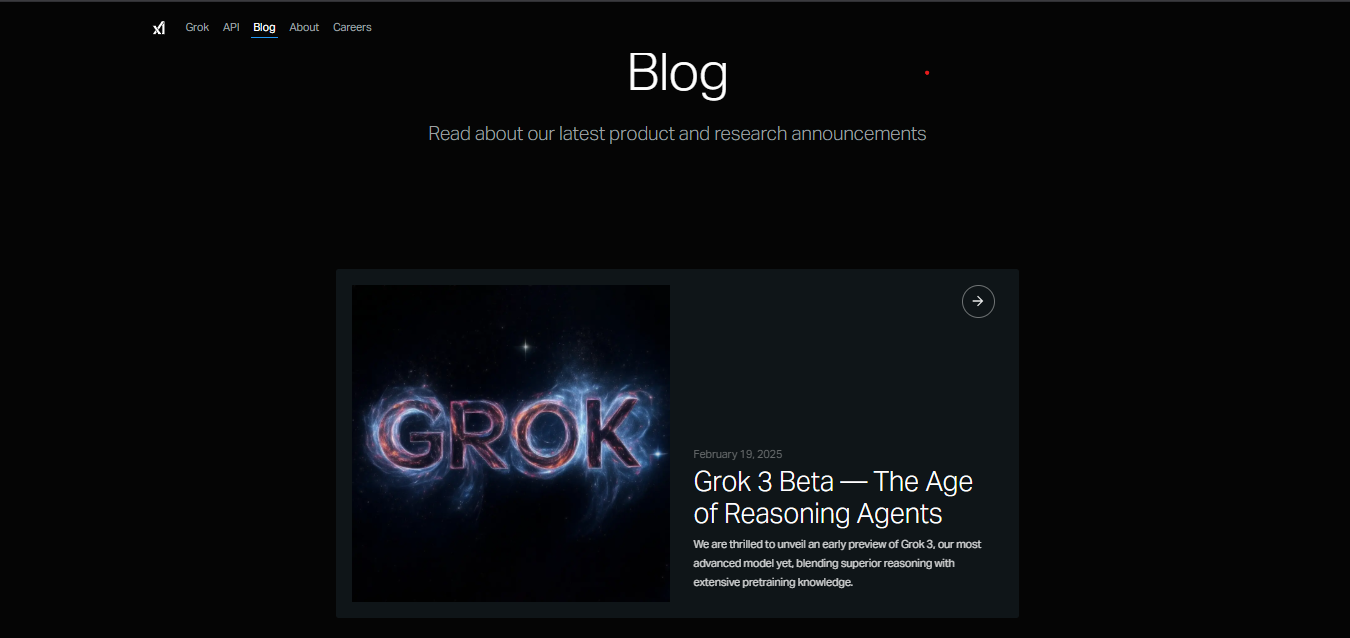 xI
Grok API Blog About Careers
Blog
Read about our latest product and research announcements
GROK
February 19, 2025
Grok 3 Beta — The Age
of Reasoning Agents
We are thrilled to unveil an early preview of Grok 3, our most
advanced model yet, blending superior reasoning with
extensive pretraining knowledge.